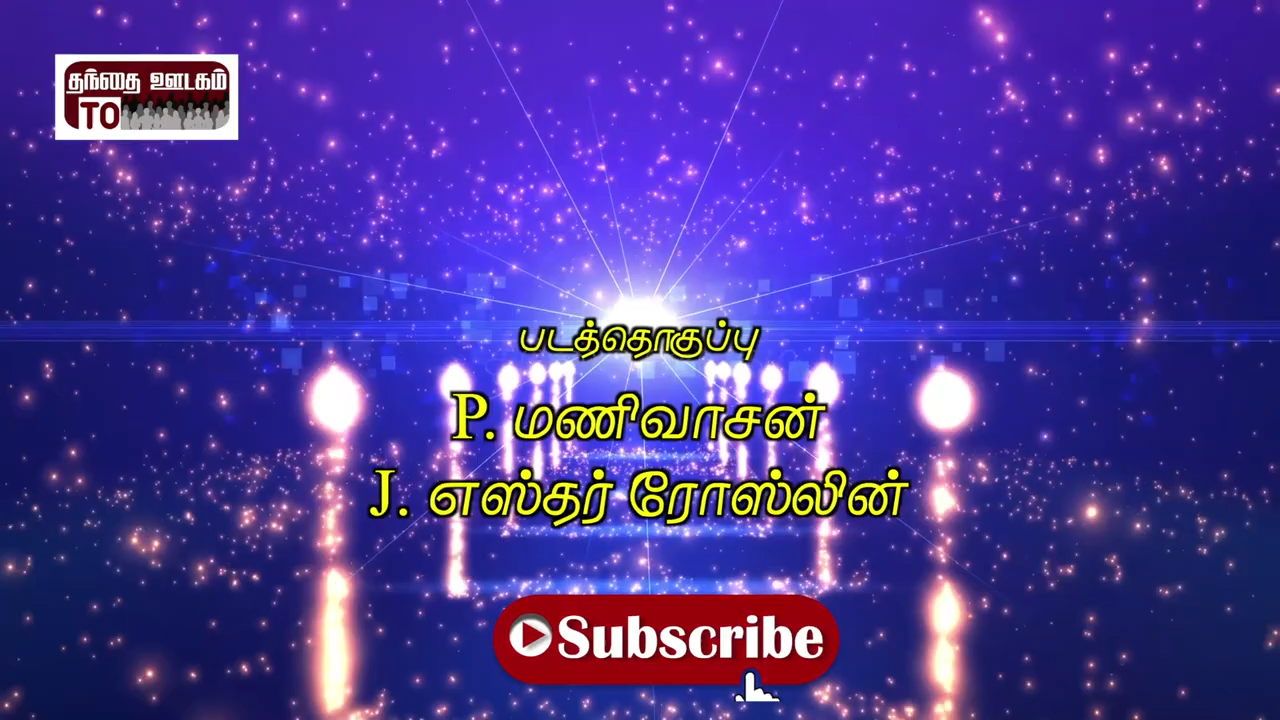 தந்தை ஊடகம்
TO
படத்தொகுப்பு
P. மணிவாசன்
J. எஸ்தர் ரோஸ்லின்
Subscribe